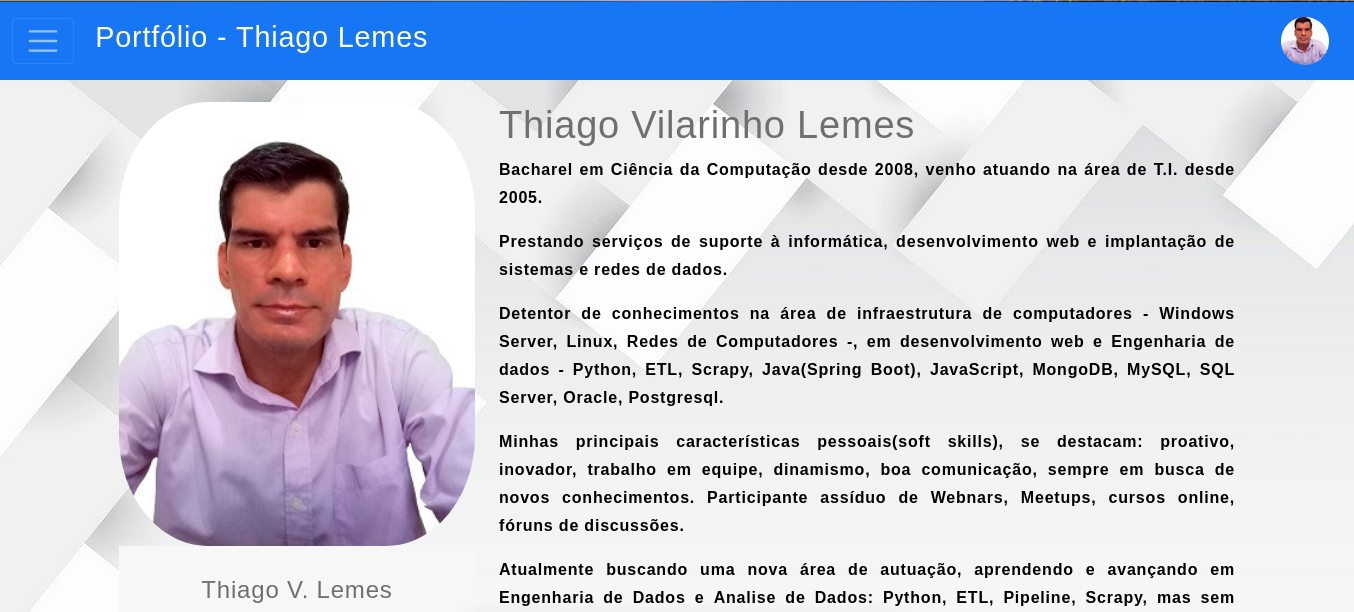 Portfólio - Thiago Lemes
Thiago Vilarinho Lemes
Bacharel em Ciência da Computação desde 2008, venho atuando na área de T.I. desde
2005.
Prestando serviços de suporte à informática, desenvolvimento web e implantação de
sistemas e redes de dados.
Detentor de conhecimentos na área de infraestrutura de computadores - Windows
Server, Linux, Redes de Computadores -, em desenvolvimento web e Engenharia de
dados - Python, ETL, Scrapy, Java(Spring Boot), JavaScript, MongoDB, MySQL, SQL
Server, Oracle, Postgresql.
Minhas principais características pessoais(soft skills), se destacam: proativo,
inovador, trabalho em equipe, dinamismo, boa comunicação, sempre em busca de
novos conhecimentos. Participante assíduo de Webnars, Meetups, cursos online,
fóruns de discussões.
Atualmente buscando uma nova área de autuação, aprendendo e avançando em
Engenharia de Dados e Analise de Dados: Python, ETL, Pipeline, Scrapy, mas sem
Thiago V. Lemes